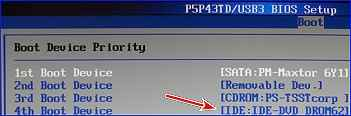 P5P43TD/USB3 BIOS Setup
Boot
Boot Device Priority
1st Boot Device [SATA:PM-Maxtor 6Y1]
2nd Boot Device [Removable Dev.]
3rd Boot Device [CDROM:PS-TSSTcorp ]
4th Boot Device [IDE:IDE-DVD DROM62]